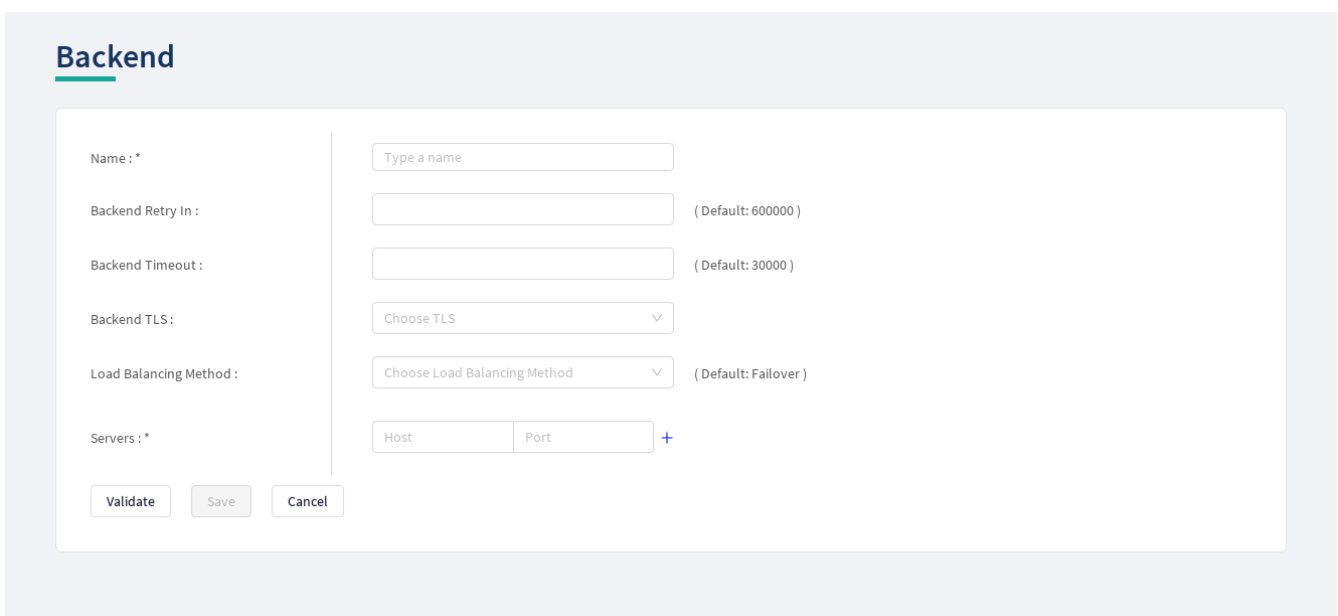 Backend
Name : * Type a name
Backend Retry In : ( Default: 600000 )
Backend Timeout : ( Default: 30000 )
Backend TLS : Choose TLS
Load Balancing Method : Choose Load Balancing Method ( Default: Failover )
Servers : * Host Port +
Validate Save Cancel